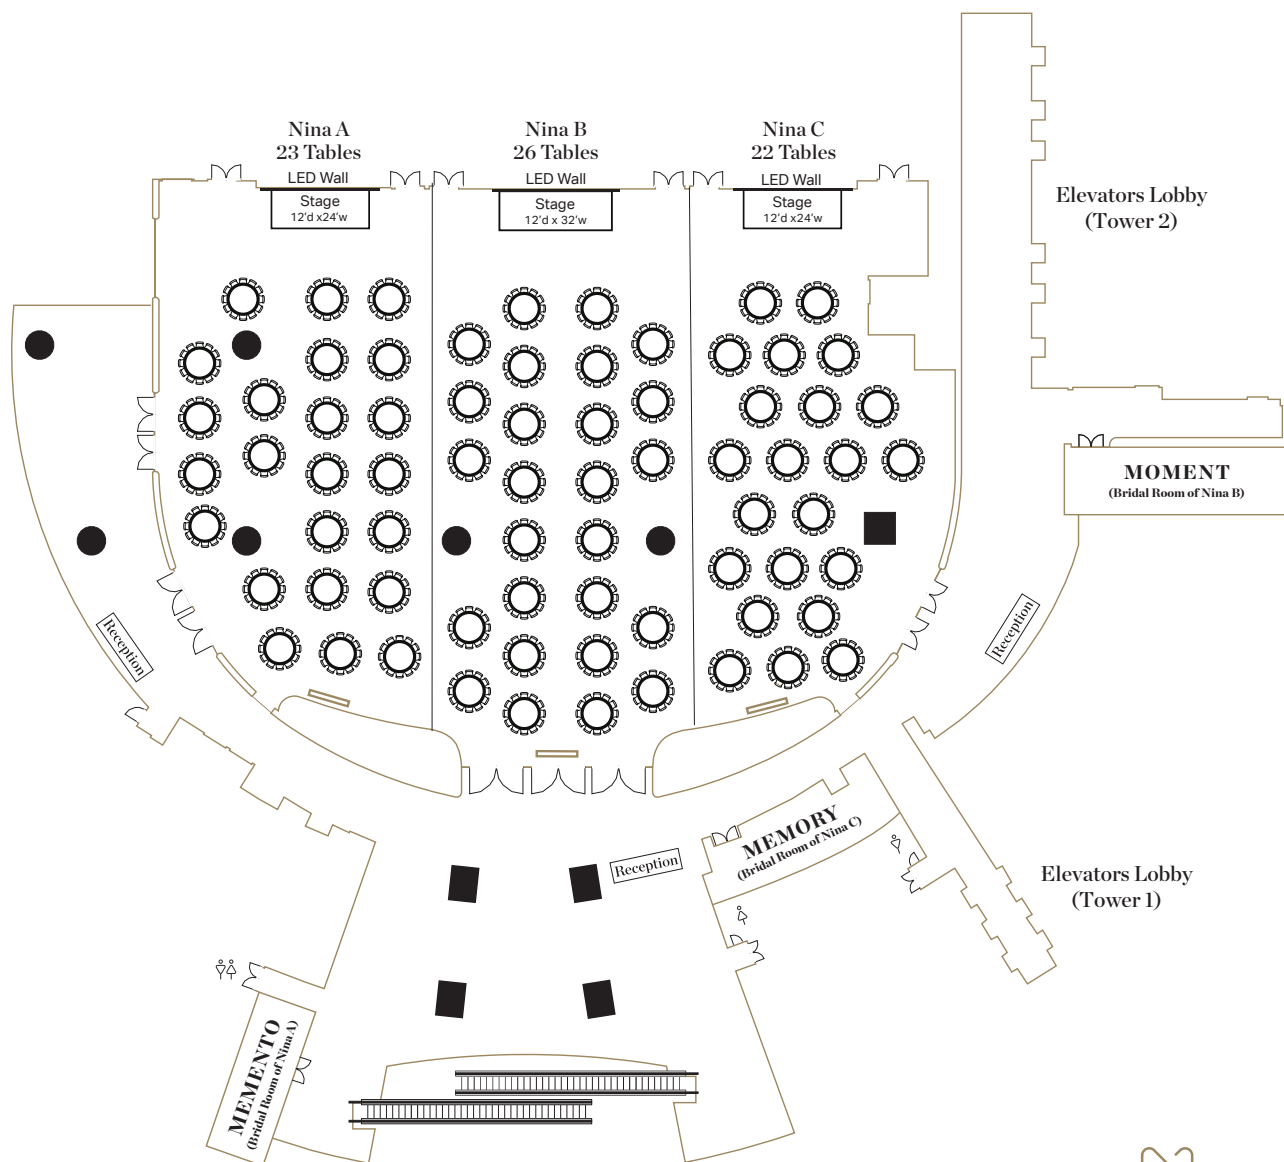 Nina A
23 Tables
LED Wall
Stage
12'd x24'w
Nina B
26 Tables
LED Wall
Stage
12'd x 32'w
Nina C
22 Tables
LED Wall
Stage
12'd x24'w
Elevators Lobby
(Tower 2)
MOMENT
(Bridal Room of Nina B)
Reception
Reception
MEMORY
(Bridal Room of Nina C)
Reception
Elevators Lobby
(Tower 1)
MEMENTO
(Bridal Room of Nina A)